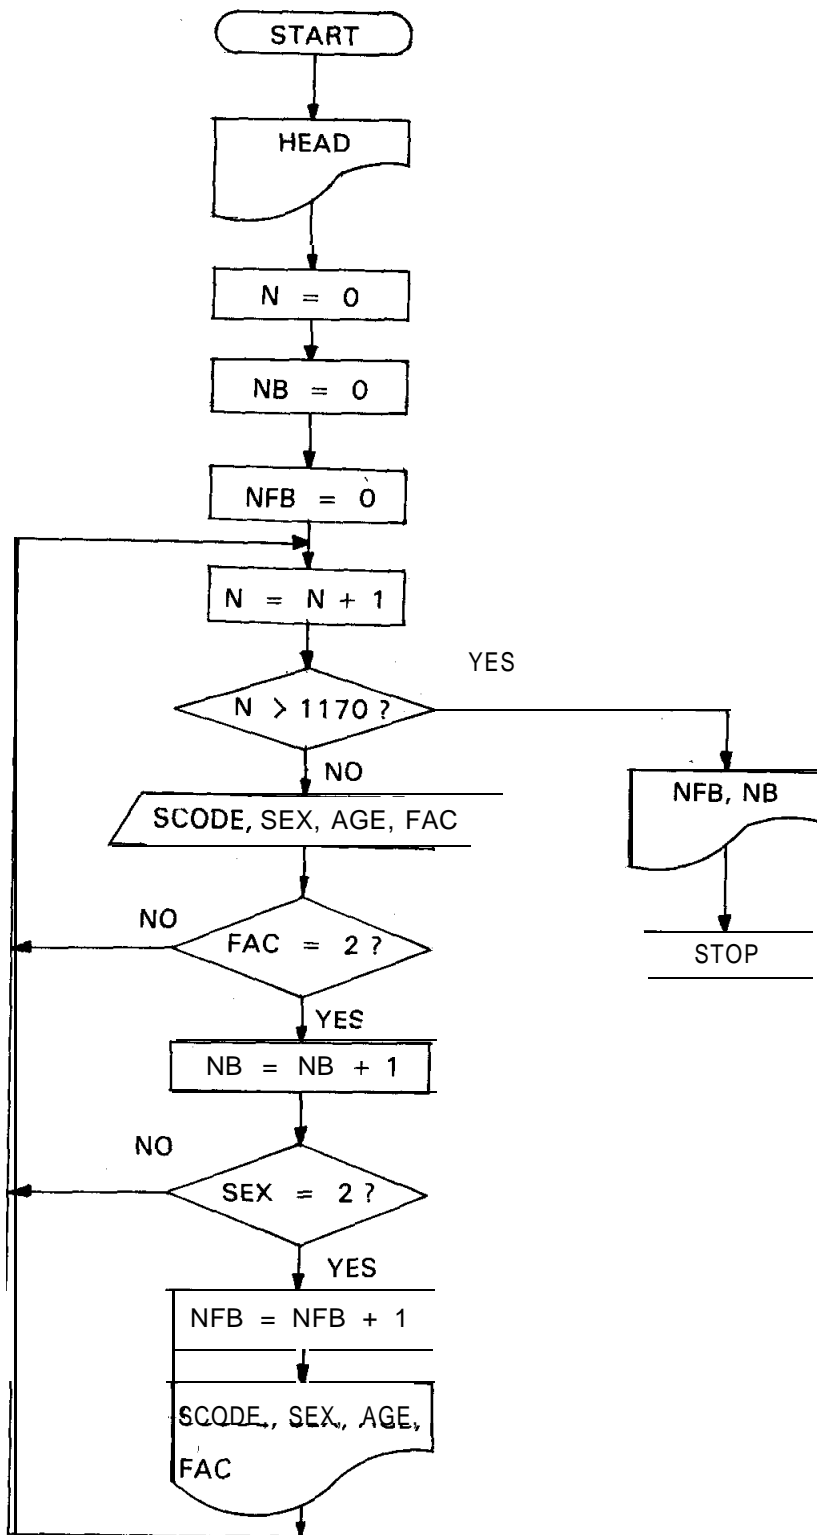 START
HEAD
N = 0
NB = 0
NFB = 0
N = N + 1
YES
N > 1170 ?
NO
NFB, NB
SCODE, SEX, AGE, FAC
NO
FAC = 2 ?
STOP
YES
NB = NB + 1
NO
SEX = 2 ?
YES
NFB = NFB + 1
SCODE, SEX, AGE,
FAC